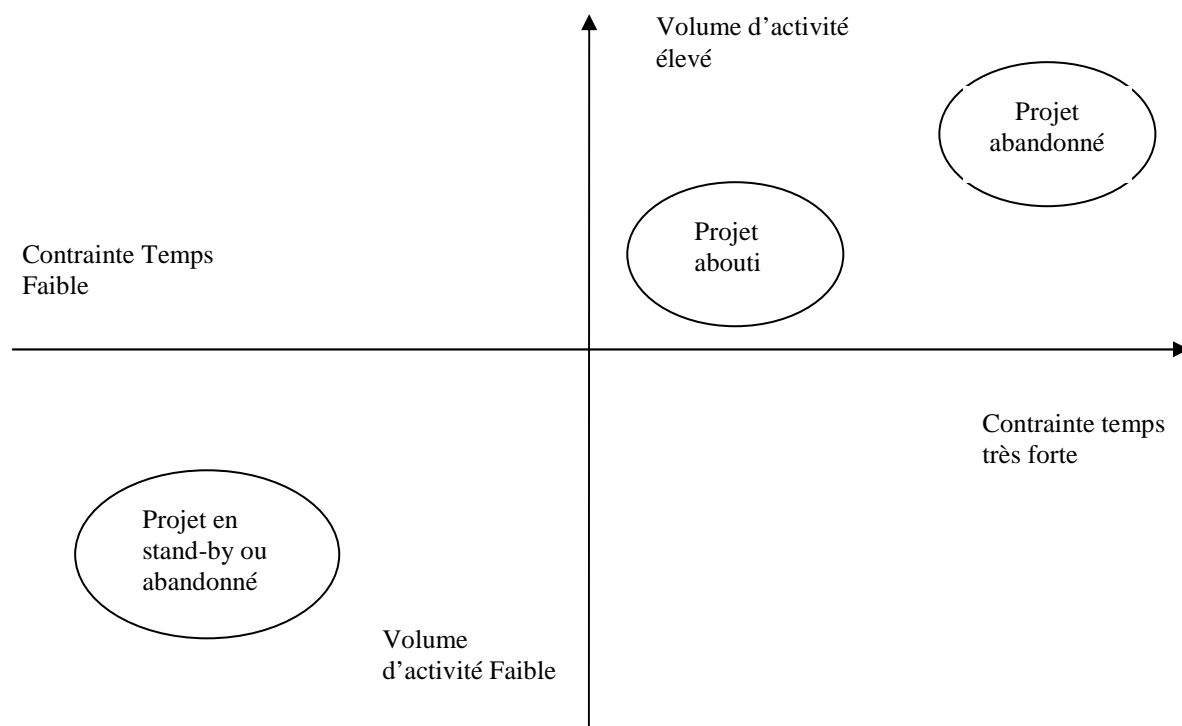 Volume d’activité
élevé
Projet
abandonné
Projet
abouti
Contrainte Temps
Faible
Contrainte temps
très forte
Projet en
stand-by ou
abandonné
Volume
d’activité Faible